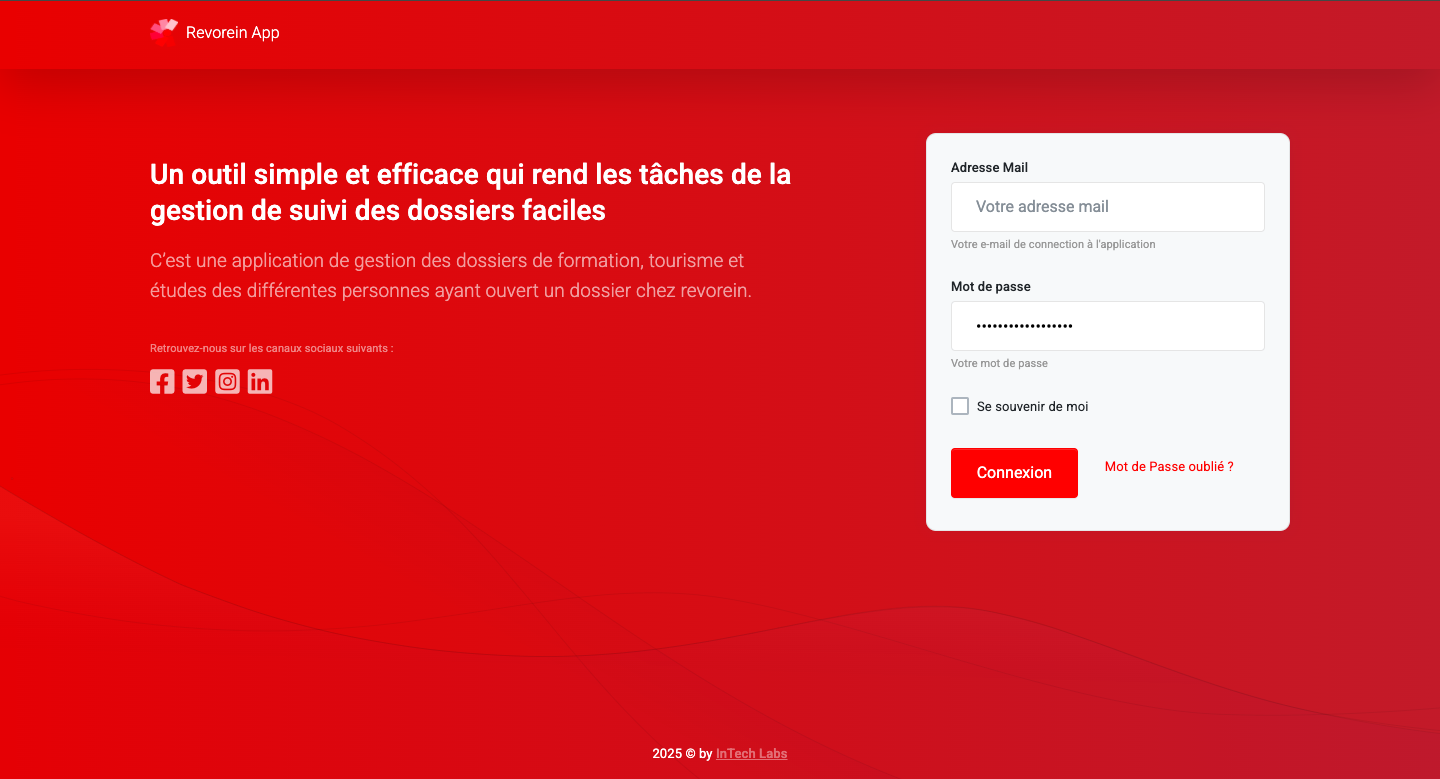 Revorein App
Un outil simple et efficace qui rend les tâches de la
gestion de suivi des dossiers faciles
C’est une application de gestion des dossiers de formation, tourisme et
études des différentes personnes ayant ouvert un dossier chez revorein.
Retrouvez-nous sur les canaux sociaux suivants :
Adresse Mail
Votre adresse mail
Votre e-mail de connection à l'application
Mot de passe
••••••••••••••••••
Votre mot de passe
Se souvenir de moi
Connexion
Mot de Passe oublié ?
2025 © by InTech Labs